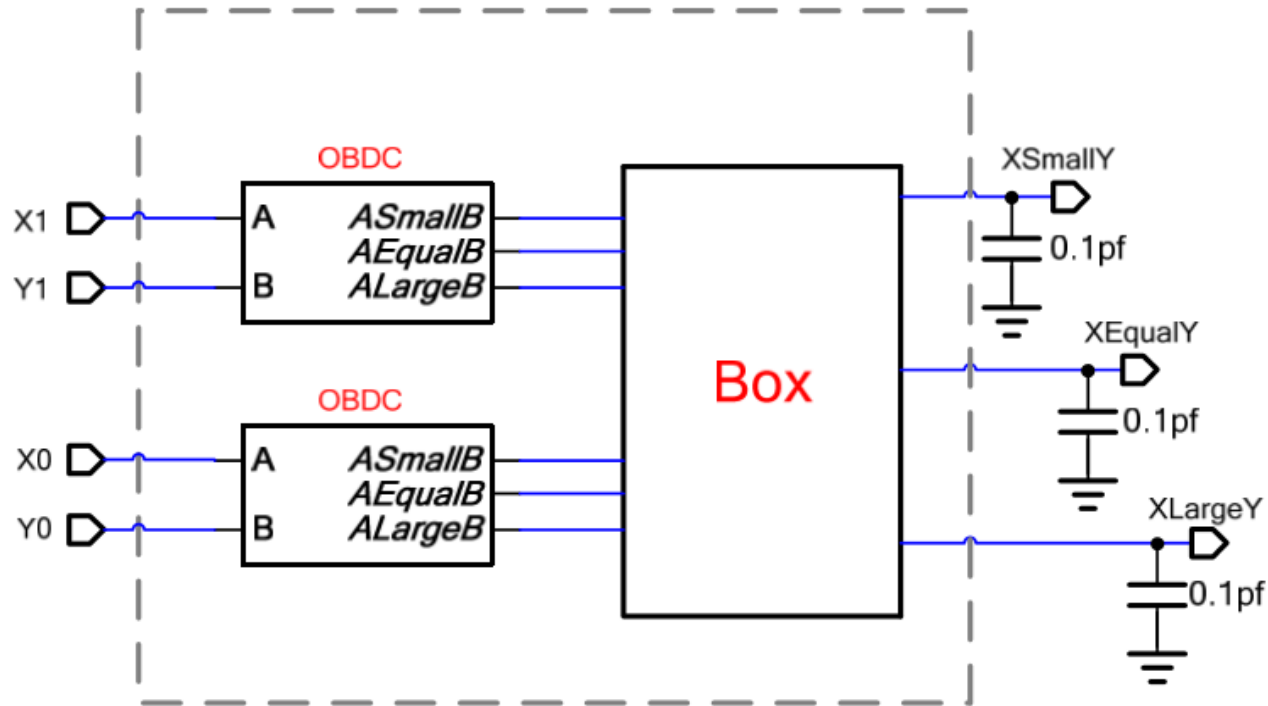 OBDC
X1
A
ASmallB
AEqualB
Y1
B
ALargeB
OBDC
X0
A
ASmallB
AEqualB
Y0
B
ALargeB
Box
XSmallY
0.1pf
XEqualY
0.1pf
XLargeY
0.1pf